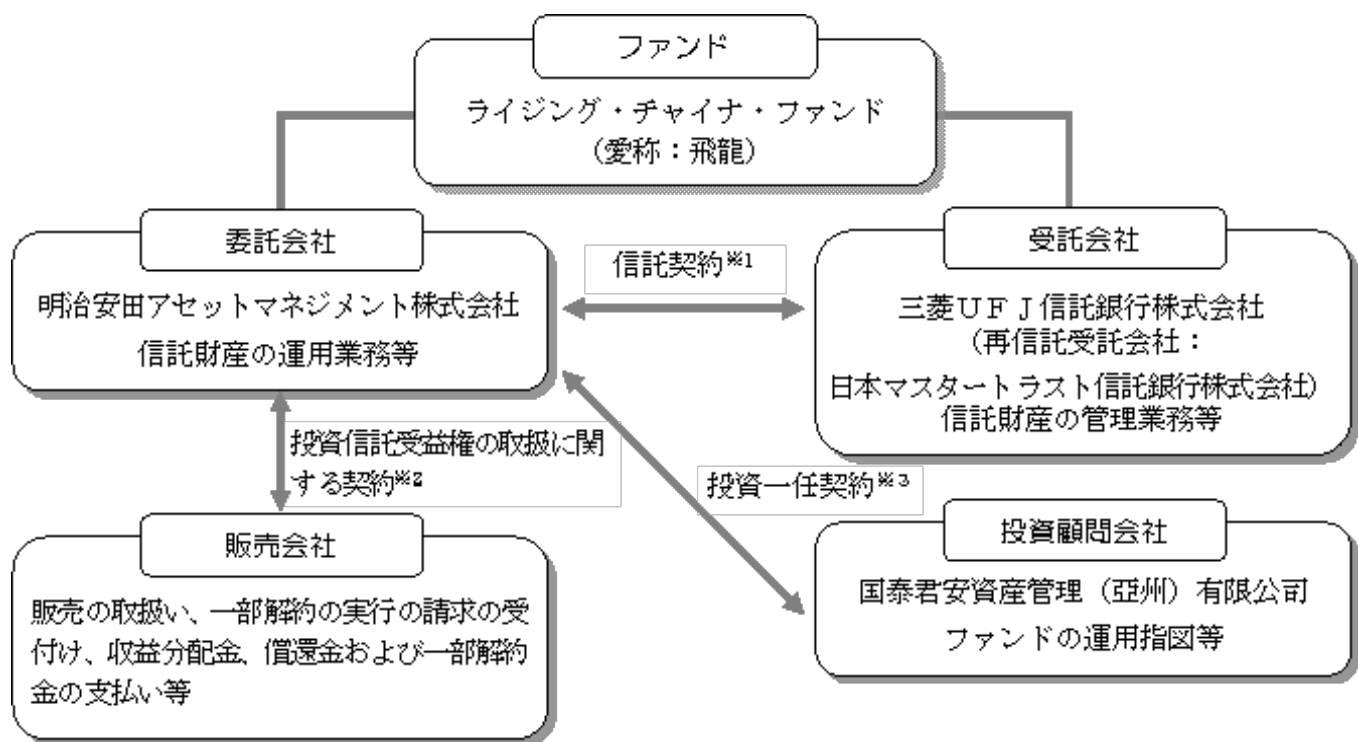 ファンド
ライジング・チャイナ・ファンド
(愛称:飛龍)
委託会社
明治安田アセットマネジメント株式会社
信託財産の運用業務等
信託契約※1
受託会社
三菱UFJ信託銀行株式会社
(再信託受託会社:
日本マスタートラスト信託銀行株式会社)
信託財産の管理業務等
投資信託受益権の取扱に関
する契約※2
投資一任契約※3
販売会社
販売の取扱い、一部解約の実行の請求の受
付け、収益分配金、償還金および一部解約
金の支払い等
投資顧問会社
国泰君安資産管理(亞州)有限公司
ファンドの運用指図等